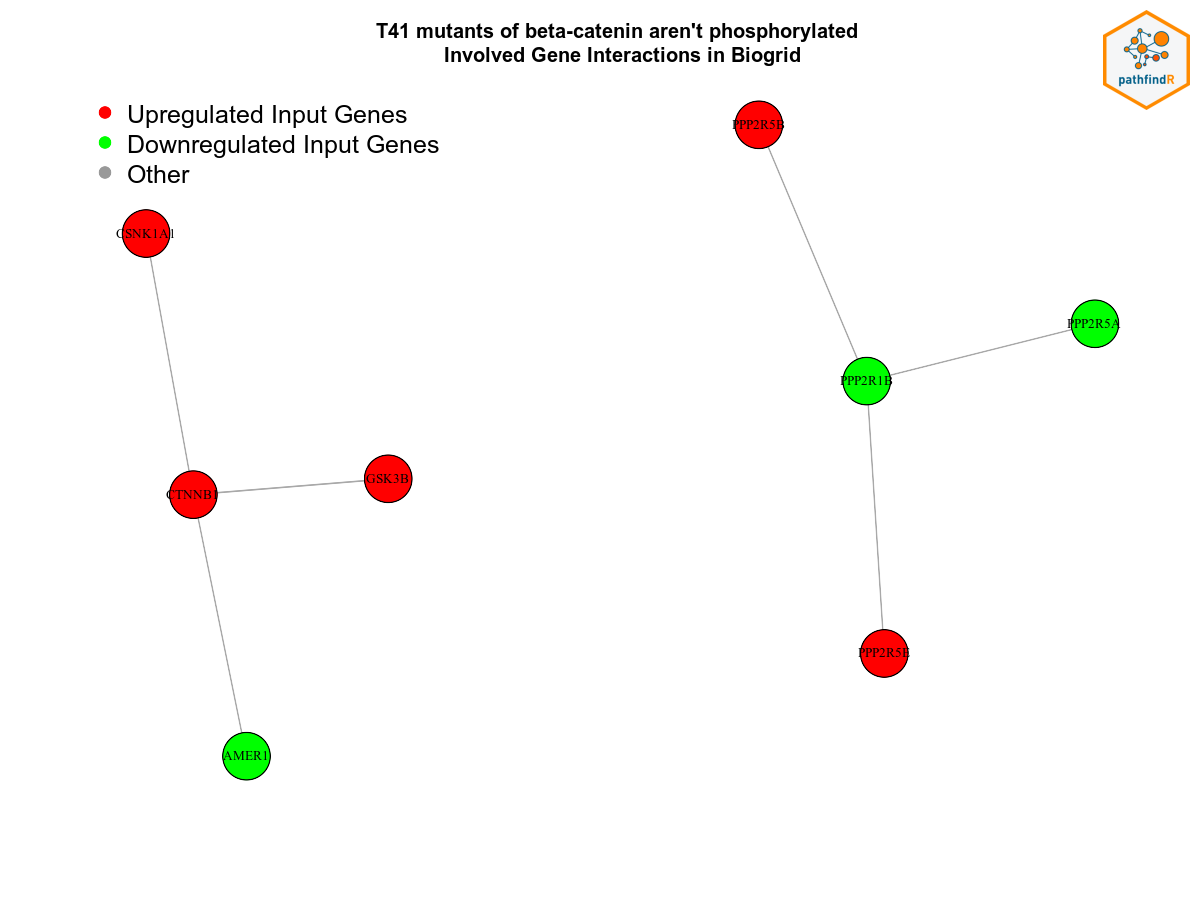 T41 mutants of beta-catenin aren't phosphorylated
Involved Gene Interactions in Biogrid
pathfindR
Upregulated Input Genes
Downregulated Input Genes
Other
PPP2R5B
CSNK1A1
PPP2R5A
PPP2R1B
GSK3B
CTNNB1
PPP2R5E
AMER1